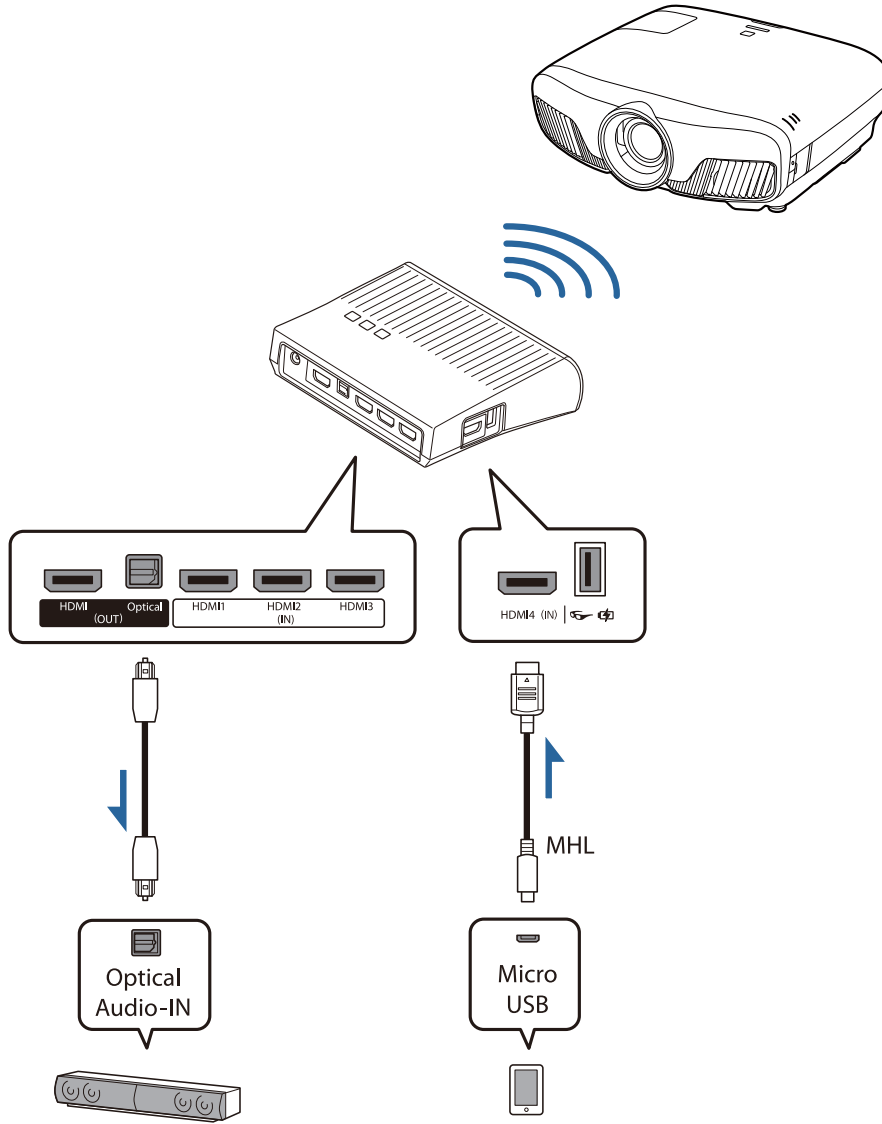 HDMI Optical HDMI1 HDMI2 HDMI3
(OUT) (IN)
HDMI4 (IN)
MHL
Optical
Audio-IN
Micro
USB